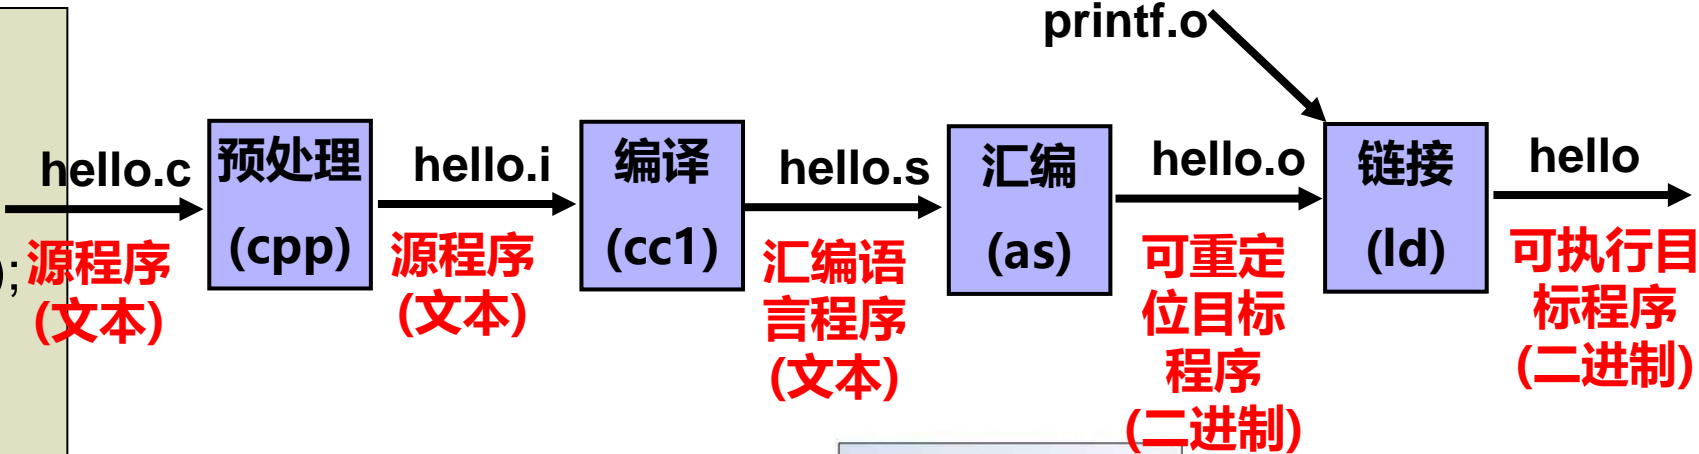 printf.o
hello.c
预处理
(cpp)
hello.i
编译
(cc1)
hello.s
汇编
(as)
hello.o
链接
(ld)
hello
);
源程序
(文本)
源程序
(文本)
汇编语
言程序
(文本)
可重定
位目标
程序
(二进制)
可执行目
标程序
(二进制)